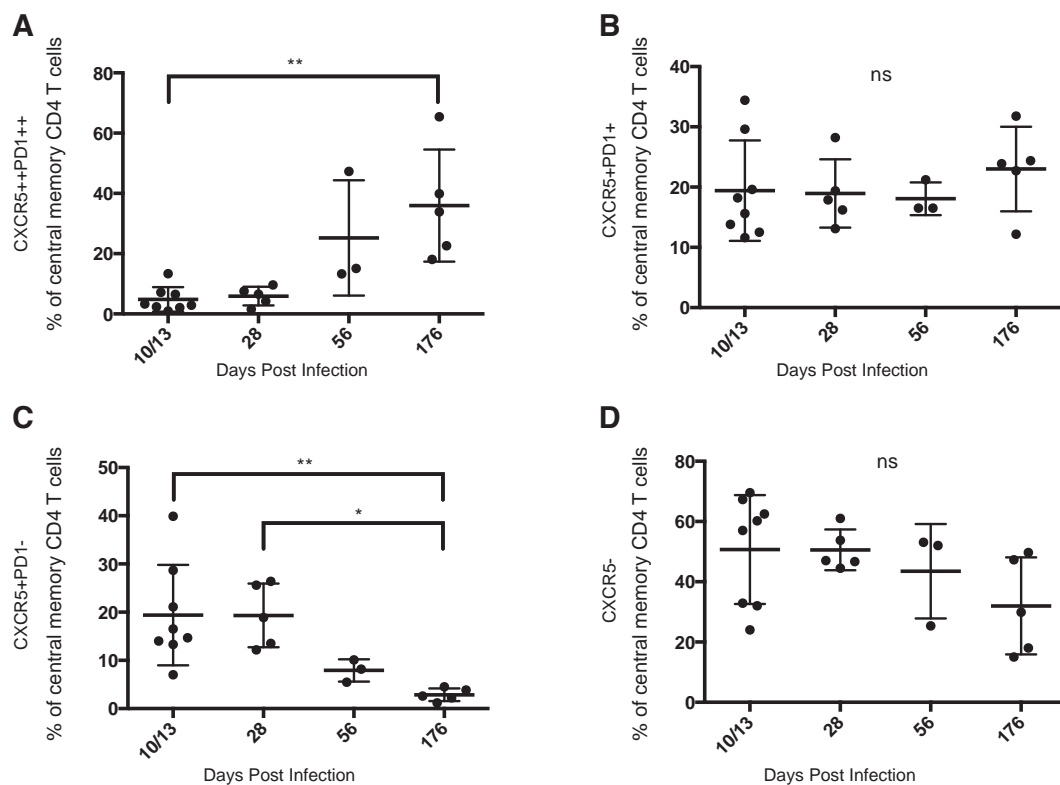 A
CXCR5++PD1++
% of central memory CD4 T cells
80
60
40
20
0
**
10/13
28
56
176
Days Post Infection
B
CXCR5+PD1+
% of central memory CD4 T cells
40
30
20
10
0
ns
10/13
28
56
176
Days Post Infection
C
CXCR5+PD1-
% of central memory CD4 T cells
50
40
30
20
10
0
**
*
10/13
28
56
176
Days Post Infection
D
CXCR5-
% of central memory CD4 T cells
80
60
40
20
0
ns
10/13
28
56
176
Days Post Infection